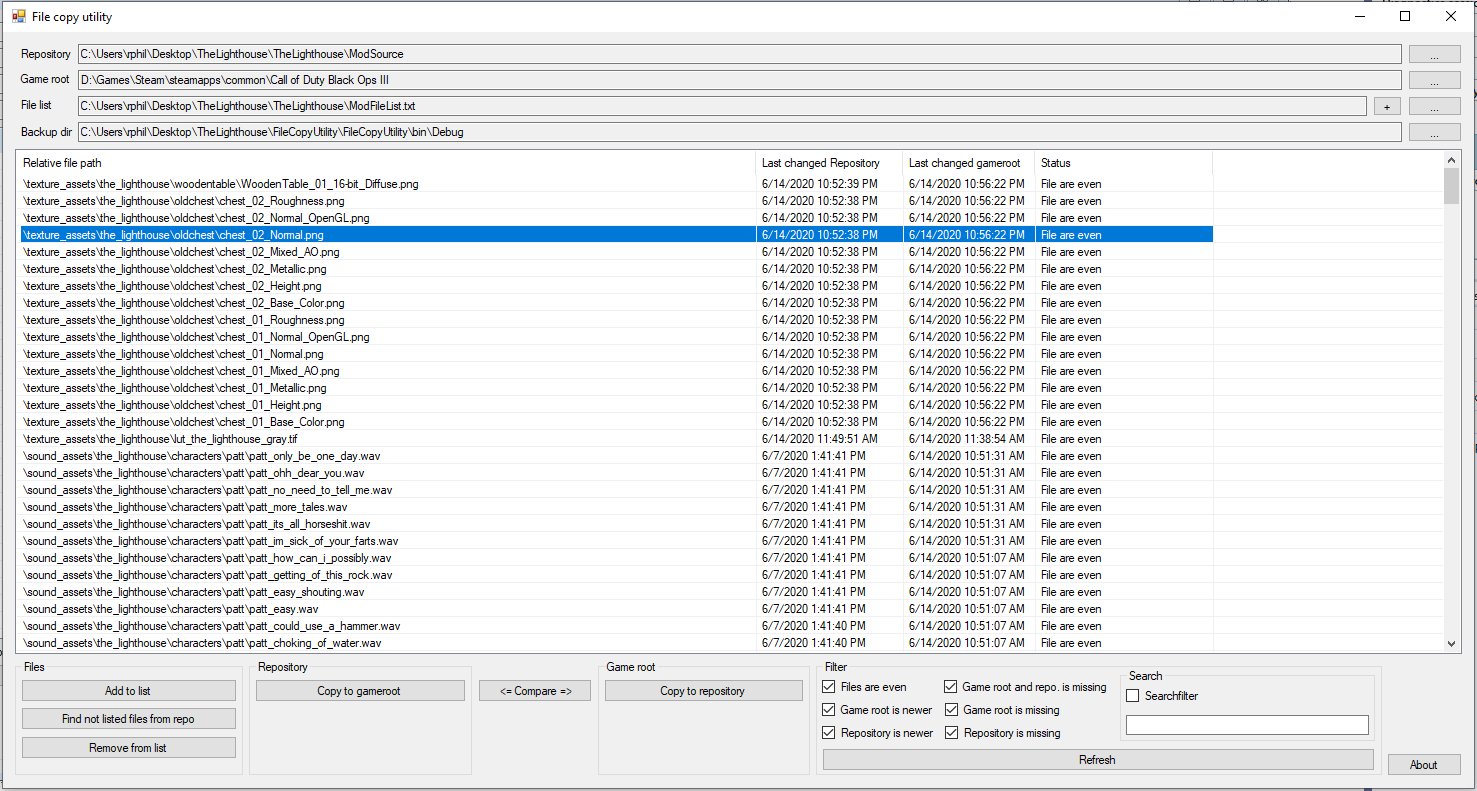 File copy utility
Repository C:\Users\rphil\Desktop\TheLighthouse\TheLighthouse\ModSource ...
Game root D:\Games\Steam\steamapps\common\Call of Duty Black Ops III ...
File list C:\Users\rphil\Desktop\TheLighthouse\TheLighthouse\ModFileList.txt + ...
Backup dir C:\Users\rphil\Desktop\TheLighthouse\FileCopyUtility\FileCopyUtility\bin\Debug ...
Relative file path Last changed Repository Last changed gameroot Status
\texture_assets\the_lighthouse\woodentable\WoodenTable_01_16-bit_Diffuse.png 6/14/2020 10:52:39 PM 6/14/2020 10:56:22 PM File are even
\texture_assets\the_lighthouse\oldchest\chest_02_Roughness.png 6/14/2020 10:52:38 PM 6/14/2020 10:56:22 PM File are even
\texture_assets\the_lighthouse\oldchest\chest_02_Normal_OpenGL.png 6/14/2020 10:52:38 PM 6/14/2020 10:56:22 PM File are even
\texture_assets\the_lighthouse\oldchest\chest_02_Normal.png 6/14/2020 10:52:38 PM 6/14/2020 10:56:22 PM File are even
\texture_assets\the_lighthouse\oldchest\chest_02_Mixed_AO.png 6/14/2020 10:52:38 PM 6/14/2020 10:56:22 PM File are even
\texture_assets\the_lighthouse\oldchest\chest_02_Metallic.png 6/14/2020 10:52:38 PM 6/14/2020 10:56:22 PM File are even
\texture_assets\the_lighthouse\oldchest\chest_02_Height.png 6/14/2020 10:52:38 PM 6/14/2020 10:56:22 PM File are even
\texture_assets\the_lighthouse\oldchest\chest_02_Base_Color.png 6/14/2020 10:52:38 PM 6/14/2020 10:56:22 PM File are even
\texture_assets\the_lighthouse\oldchest\chest_01_Roughness.png 6/14/2020 10:52:38 PM 6/14/2020 10:56:22 PM File are even
\texture_assets\the_lighthouse\oldchest\chest_01_Normal_OpenGL.png 6/14/2020 10:52:38 PM 6/14/2020 10:56:22 PM File are even
\texture_assets\the_lighthouse\oldchest\chest_01_Normal.png 6/14/2020 10:52:38 PM 6/14/2020 10:56:22 PM File are even
\texture_assets\the_lighthouse\oldchest\chest_01_Mixed_AO.png 6/14/2020 10:52:38 PM 6/14/2020 10:56:22 PM File are even
\texture_assets\the_lighthouse\oldchest\chest_01_Metallic.png 6/14/2020 10:52:38 PM 6/14/2020 10:56:22 PM File are even
\texture_assets\the_lighthouse\oldchest\chest_01_Height.png 6/14/2020 10:52:38 PM 6/14/2020 10:56:22 PM File are even
\texture_assets\the_lighthouse\oldchest\chest_01_Base_Color.png 6/14/2020 10:52:38 PM 6/14/2020 10:56:22 PM File are even
\texture_assets\the_lighthouse\lut_the_lighthouse_gray.tif 6/14/2020 11:49:51 AM 6/14/2020 11:38:54 AM File are even
\sound_assets\the_lighthouse\characters\patt\patt_only_be_one_day.wav 6/7/2020 1:41:41 PM 6/14/2020 10:51:31 AM File are even
\sound_assets\the_lighthouse\characters\patt\patt_ohh_dear_you.wav 6/7/2020 1:41:41 PM 6/14/2020 10:51:31 AM File are even
\sound_assets\the_lighthouse\characters\patt\patt_no_need_to_tell_me.wav 6/7/2020 1:41:41 PM 6/14/2020 10:51:31 AM File are even
\sound_assets\the_lighthouse\characters\patt\patt_more_tales.wav 6/7/2020 1:41:41 PM 6/14/2020 10:51:31 AM File are even
\sound_assets\the_lighthouse\characters\patt\patt_its_all_horseshit.wav 6/7/2020 1:41:41 PM 6/14/2020 10:51:31 AM File are even
\sound_assets\the_lighthouse\characters\patt\patt_im_sick_of_your_farts.wav 6/7/2020 1:41:41 PM 6/14/2020 10:51:31 AM File are even
\sound_assets\the_lighthouse\characters\patt\patt_how_can_i_possibly.wav 6/7/2020 1:41:41 PM 6/14/2020 10:51:07 AM File are even
\sound_assets\the_lighthouse\characters\patt\patt_getting_of_this_rock.wav 6/7/2020 1:41:41 PM 6/14/2020 10:51:07 AM File are even
\sound_assets\the_lighthouse\characters\patt\patt_easy_shouting.wav 6/7/2020 1:41:41 PM 6/14/2020 10:51:07 AM File are even
\sound_assets\the_lighthouse\characters\patt\patt_easy.wav 6/7/2020 1:41:41 PM 6/14/2020 10:51:07 AM File are even
\sound_assets\the_lighthouse\characters\patt\patt_could_use_a_hammer.wav 6/7/2020 1:41:40 PM 6/14/2020 10:51:07 AM File are even
\sound_assets\the_lighthouse\characters\patt\patt_choking_of_water.wav 6/7/2020 1:41:40 PM 6/14/2020 10:51:07 AM File are even
Files
Add to list
Find not listed files from repo
Remove from list
Repository
Copy to gameroot
<= Compare =>
Game root
Copy to repository
Filter
Files are even
Game root and repo. is missing
Game root is newer
Game root is missing
Repository is newer
Repository is missing
Search
Searchfilter
Refresh
About